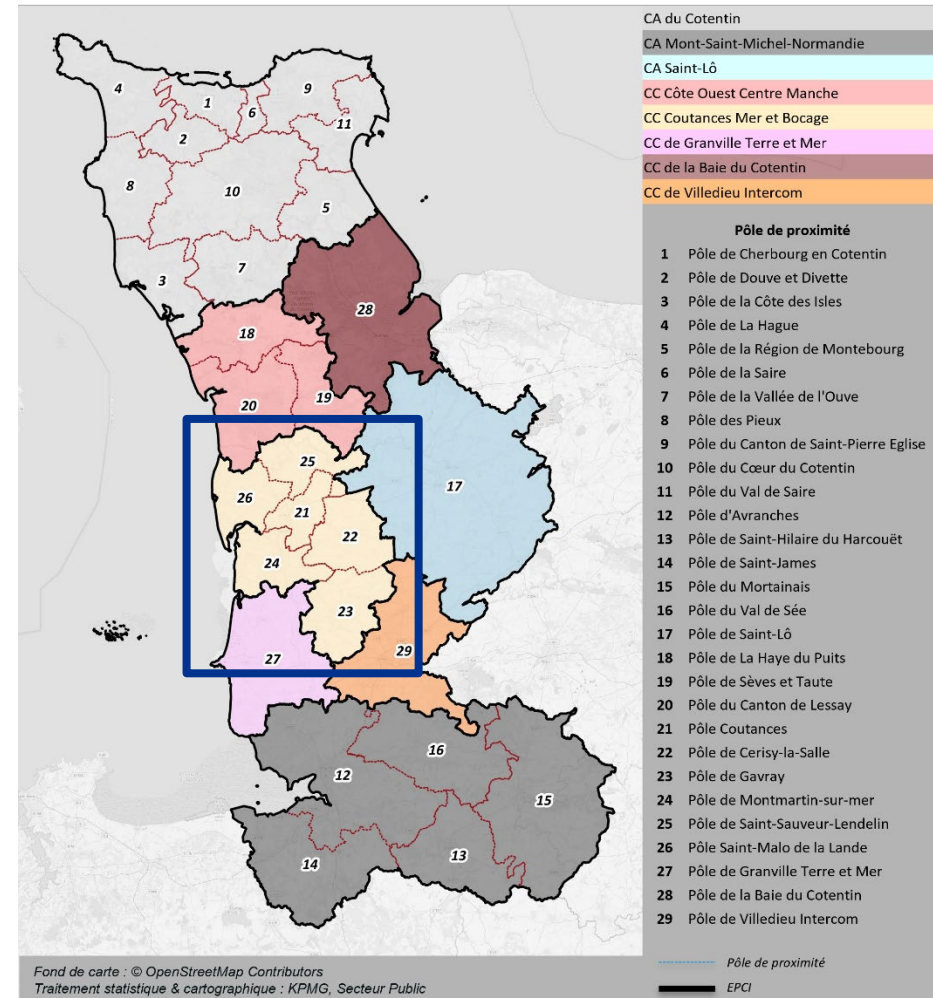 CA du Cotentin
CA Mont-Saint-Michel-Normandie
CA Saint-Lô
CC Côte Ouest Centre Manche
CC Coutances Mer et Bocage
CC de Granville Terre et Mer
CC de la Baie du Cotentin
CC de Villedieu Intercom
Pôle de proximité
1 Pôle de Cherbourg en Cotentin
2 Pôle de Douve et Divette
3 Pôle de la Côte des Isles
4 Pôle de La Hague
5 Pôle de la Région de Montebourg
6 Pôle de la Saire
7 Pôle de la Vallée de l'Ouve
8 Pôle des Pieux
9 Pôle du Canton de Saint-Pierre Eglise
10 Pôle du Cœur du Cotentin
11 Pôle du Val de Saire
12 Pôle d'Avranches
13 Pôle de Saint-Hilaire du Harcouët
14 Pôle de Saint-James
15 Pôle du Mortainais
16 Pôle du Val de Sée
17 Pôle de Saint-Lô
18 Pôle de La Haye du Puits
19 Pôle de Sèves et Taute
20 Pôle du Canton de Lessay
21 Pôle Coutances
22 Pôle de Cerisy-la-Salle
23 Pôle de Gavray
24 Pôle de Montmartin-sur-mer
25 Pôle de Saint-Sauveur-Lendelin
26 Pôle Saint-Malo de la Lande
27 Pôle de Granville Terre et Mer
28 Pôle de la Baie du Cotentin
29 Pôle de Villedieu Intercom
Pôle de proximité
EPCI
4
1
6
9
2
11
8
10
5
3
7
28
18
20
19
25
26
21
17
22
24
23
27
29
16
12
15
14
13
Fond de carte : © OpenStreetMap Contributors
Traitement statistique & cartographique : KPMG, Secteur Public